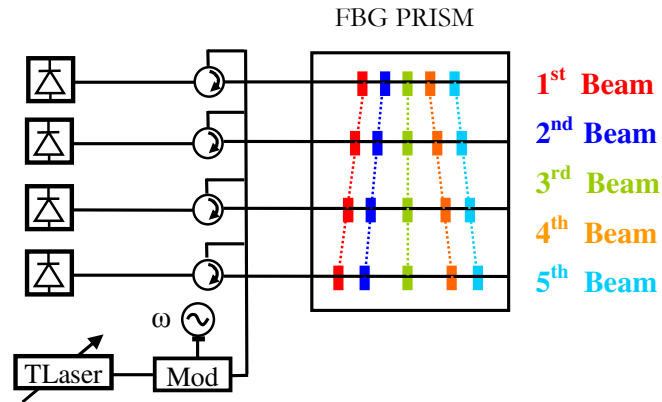 FBG PRISM
1st Beam
2nd Beam
3rd Beam
4th Beam
5th Beam
ω
TLaser
Mod